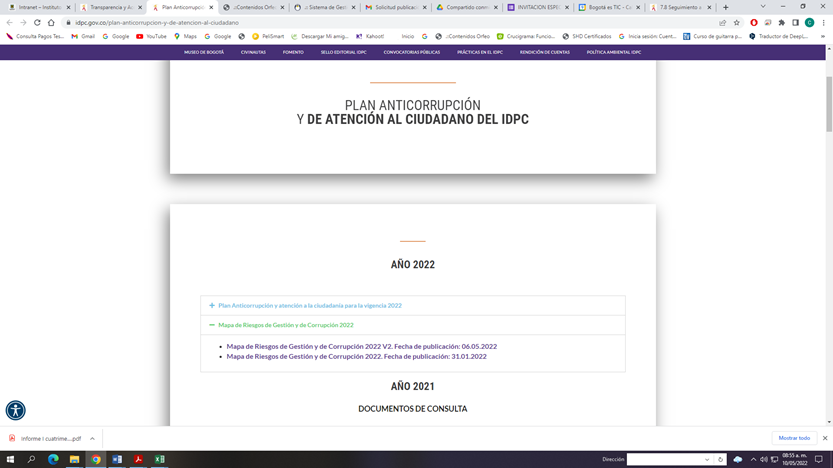 Intranet – Instituto
Transparencia y Ac
Plan Anticorrupció
.:Contenidos Orfeo
.: Sistema de Gesti
Solicitud publicaci
Compartido conm
INVITACION ESPI
Bogotá es TIC - Ca
7.8 Seguimiento a
idpc.gov.co/plan-anticorrupcion-y-de-atencion-al-ciudadano
Consulta Pagos Tes...
Gmail
Google
YouTube
Maps
Google
PeliSmart
Descargar Mi amig...
Kahoot!
Inicio
.:Contenidos Orfeo
Crucigrama: Funcio...
SHD Certificados
Inicia sesión: Cuent...
Curso de guitarra p...
Traductor de DeepL...
MUSEO DE BOGOTÁ
CIVINAUTAS
FOMENTO
SELLO EDITORIAL IDPC
CONVOCATORIAS PÚBLICAS
PRÁCTICAS EN EL IDPC
RENDICIÓN DE CUENTAS
POLÍTICA AMBIENTAL IDPC
PLAN ANTICORRUPCIÓN
Y DE ATENCIÓN AL CIUDADANO DEL IDPC
AÑO 2022
+ Plan Anticorrupción y atención a la ciudadanía para la vigencia 2022
− Mapa de Riesgos de Gestión y de Corrupción 2022
• Mapa de Riesgos de Gestión y de Corrupción 2022 V2. Fecha de publicación: 06.05.2022
• Mapa de Riesgos de Gestión y de Corrupción 2022. Fecha de publicación: 31.01.2022
AÑO 2021
DOCUMENTOS DE CONSULTA
Informe I cuatrime....pdf
Mostrar todo
Dirección
08:55 a. m.
10/05/2022